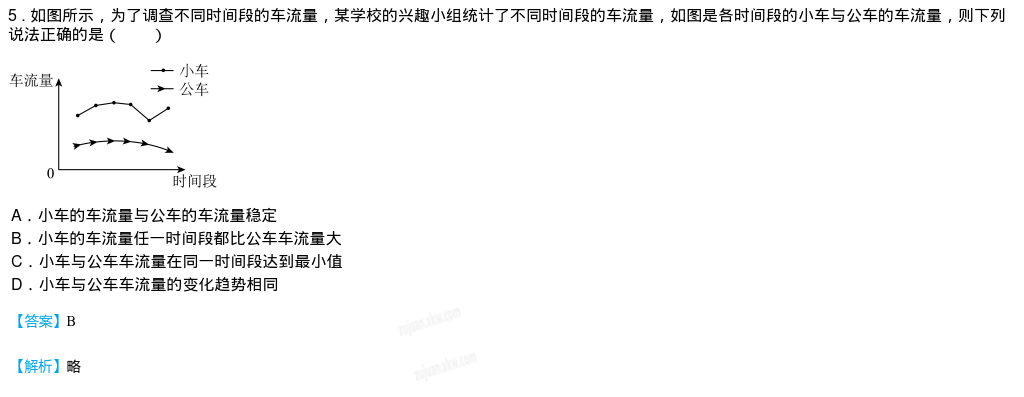 5．如图所示，为了调查不同时间段的车流量，某学校的兴趣小组统计了不同时间段的车流量，如图是各时间段的小车与公车的车流量，则下列
说法正确的是（　　）
小车
车流量
公车
0
时间段
A．小车的车流量与公车的车流量稳定
B．小车的车流量任一时间段都比公车车流量大
C．小车与公车车流量在同一时间段达到最小值
D．小车与公车车流量的变化趋势相同
【答案】B
zujuan.xkw.com
【解析】略
zujuan.xkw.com